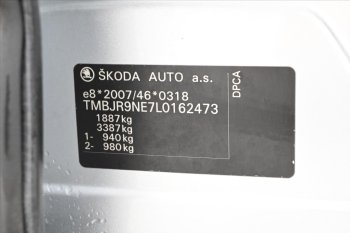 ŠKODA AUTO a.s.
e8*2007/46*0318
TMBJR9NE7L0162473
1887kg
3387kg
1- 940kg
2- 980kg
DPCA